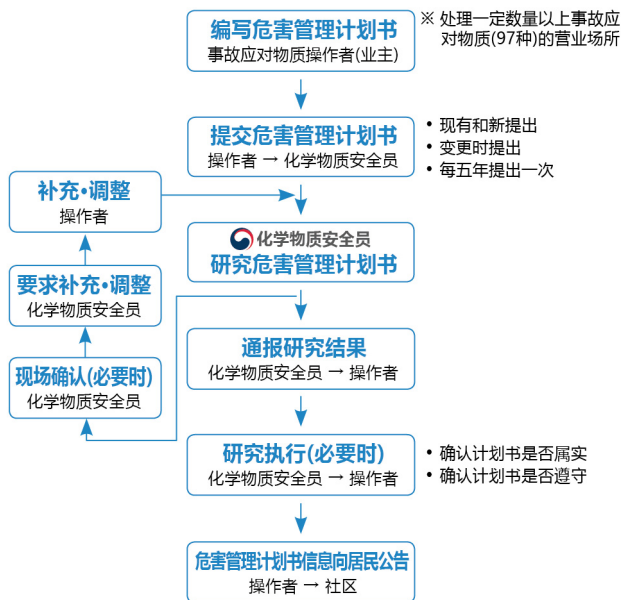 编写危害管理计划书
事故应对物质操作者(业主)
※ 处理一定数量以上事故应
对物质(97种)的营业场所
提交危害管理计划书
操作者 → 化学物质安全员
• 现有和新提出
• 变更时提出
• 每五年提出一次
补充•调整
操作者
化学物质安全员
研究危害管理计划书
要求补充•调整
化学物质安全员
通报研究结果
化学物质安全员 → 操作者
现场确认(必要时)
化学物质安全员
研究执行(必要时)
化学物质安全员 → 操作者
• 确认计划书是否属实
• 确认计划书是否遵守
危害管理计划书信息向居民公告
操作者 → 社区